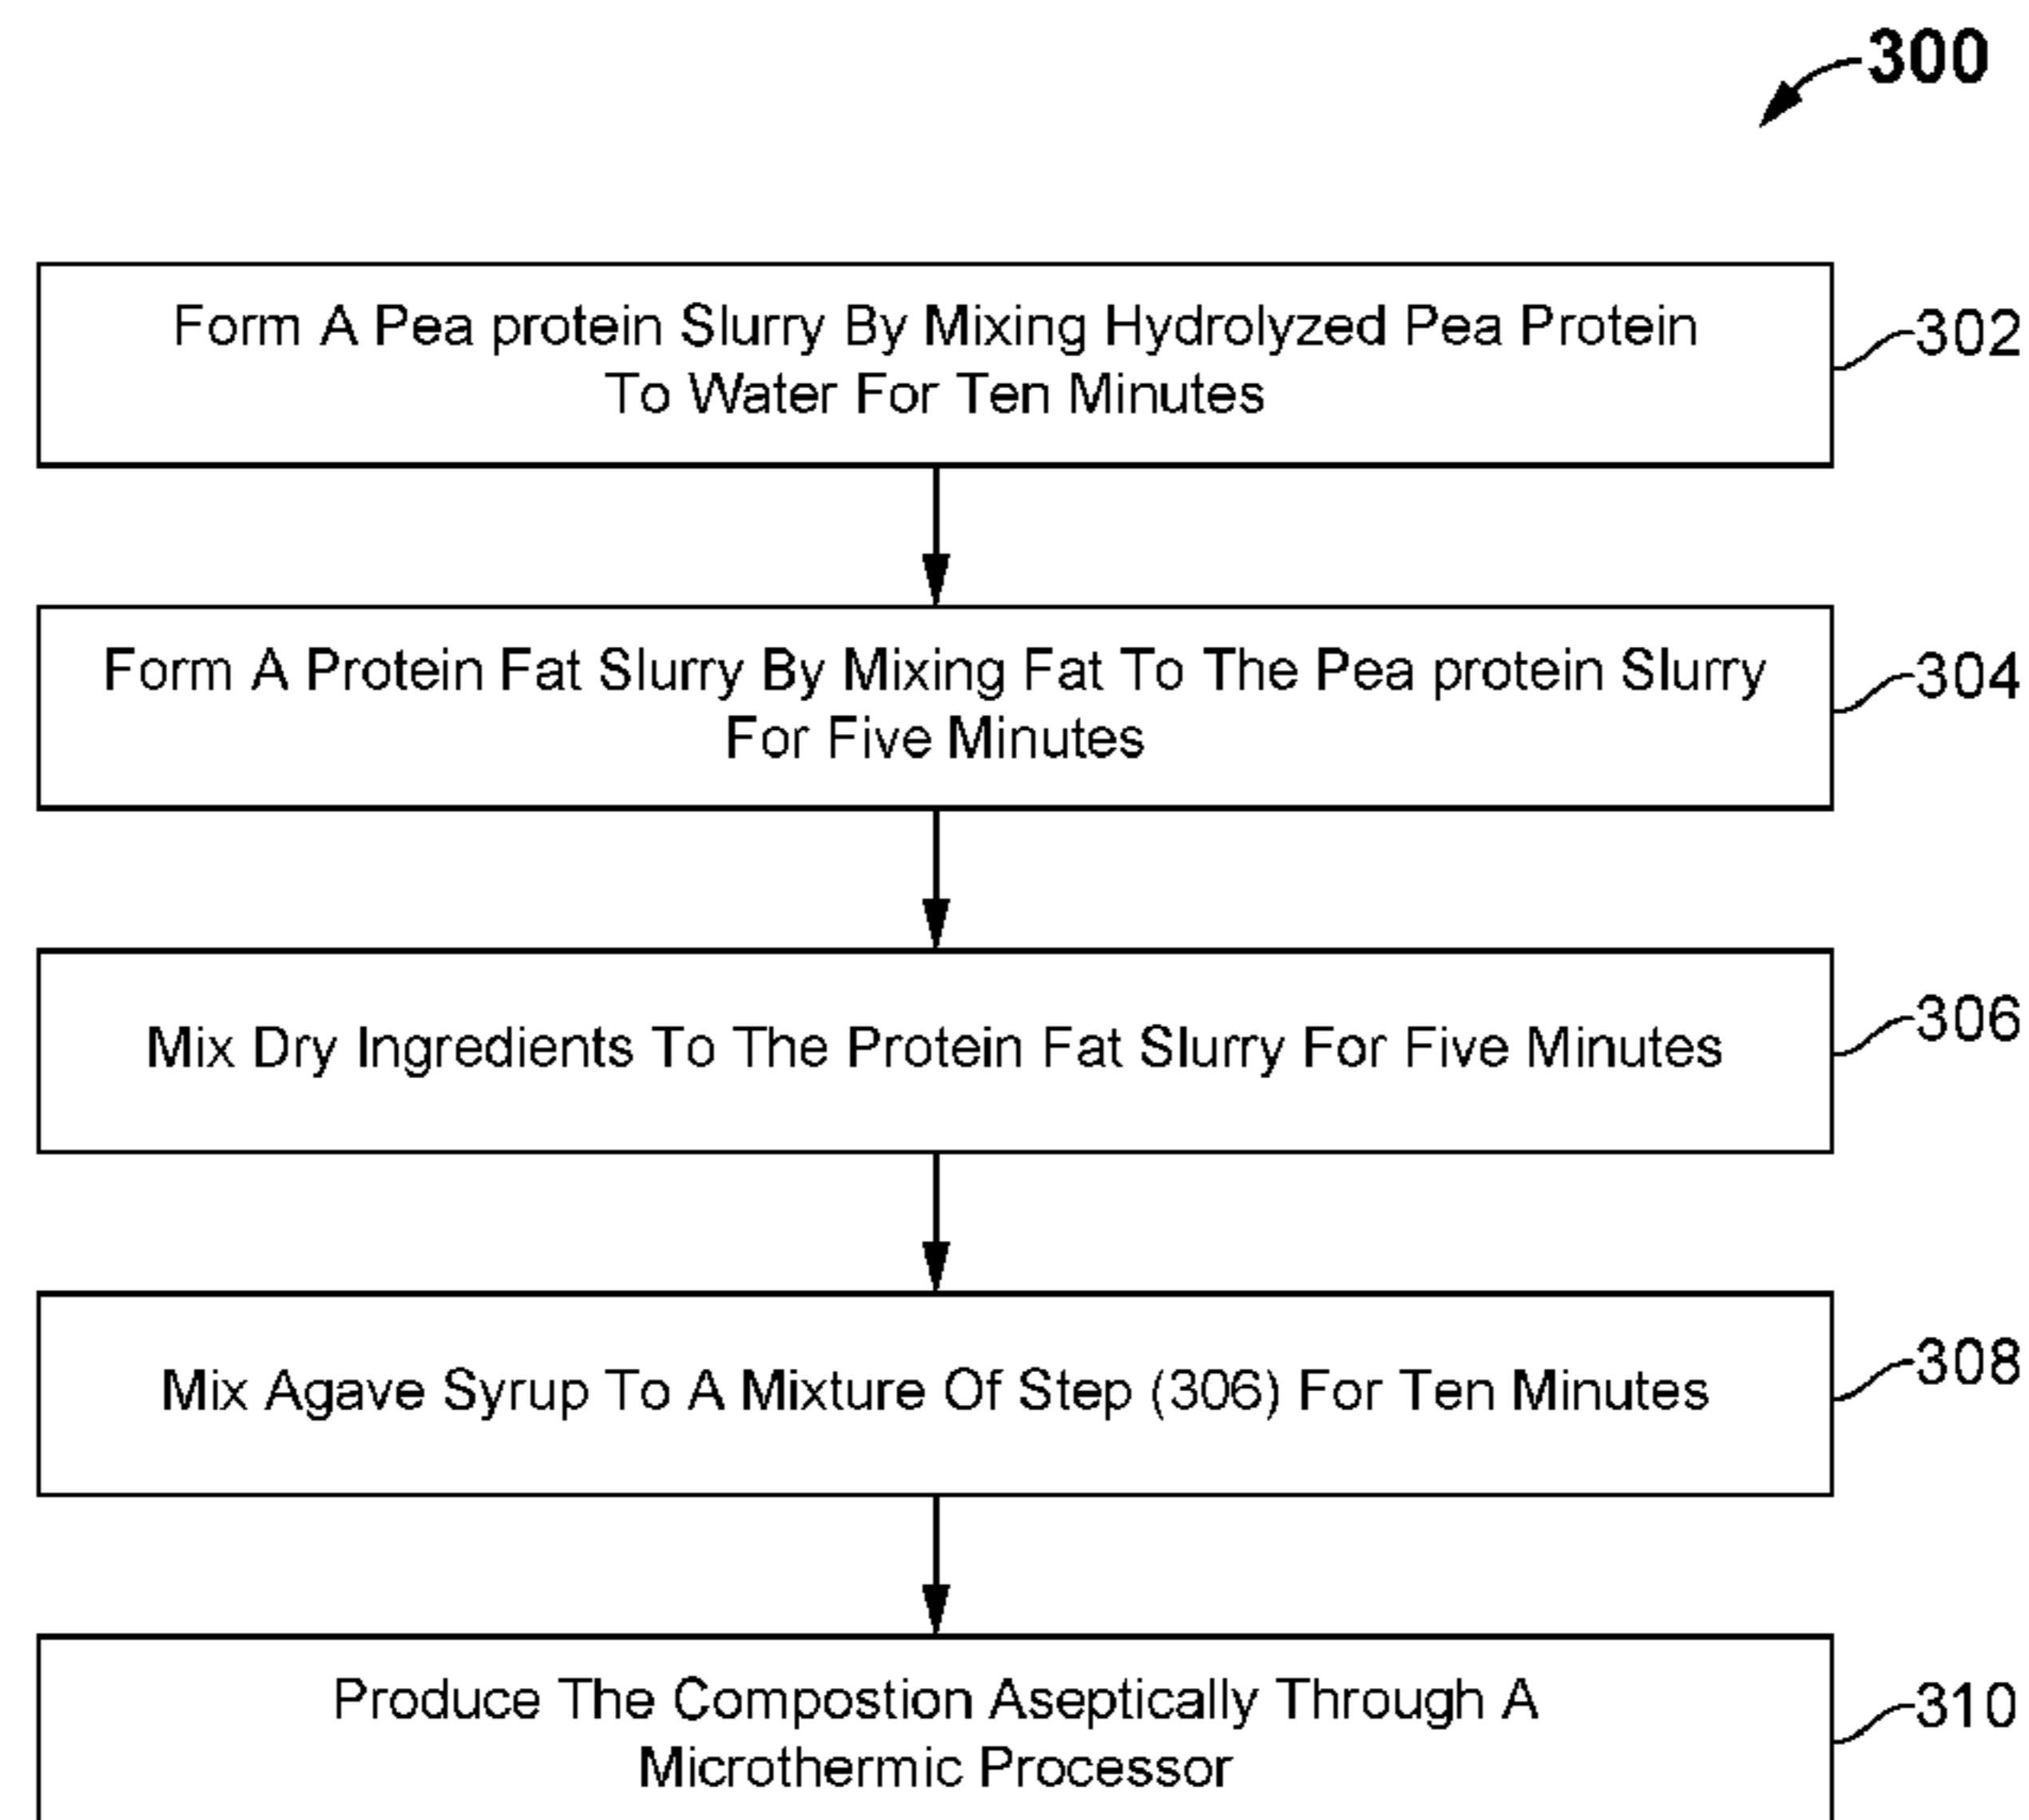 300
Form A Pea protein Slurry By Mixing Hydrolyzed Pea Protein
To Water For Ten Minutes
302
Form A Protein Fat Slurry By Mixing Fat To The Pea protein Slurry
For Five Minutes
304
Mix Dry Ingredients To The Protein Fat Slurry For Five Minutes
306
Mix Agave Syrup To A Mixture Of Step (306) For Ten Minutes
308
Produce The Compostion Aseptically Through A
Microthermic Processor
310